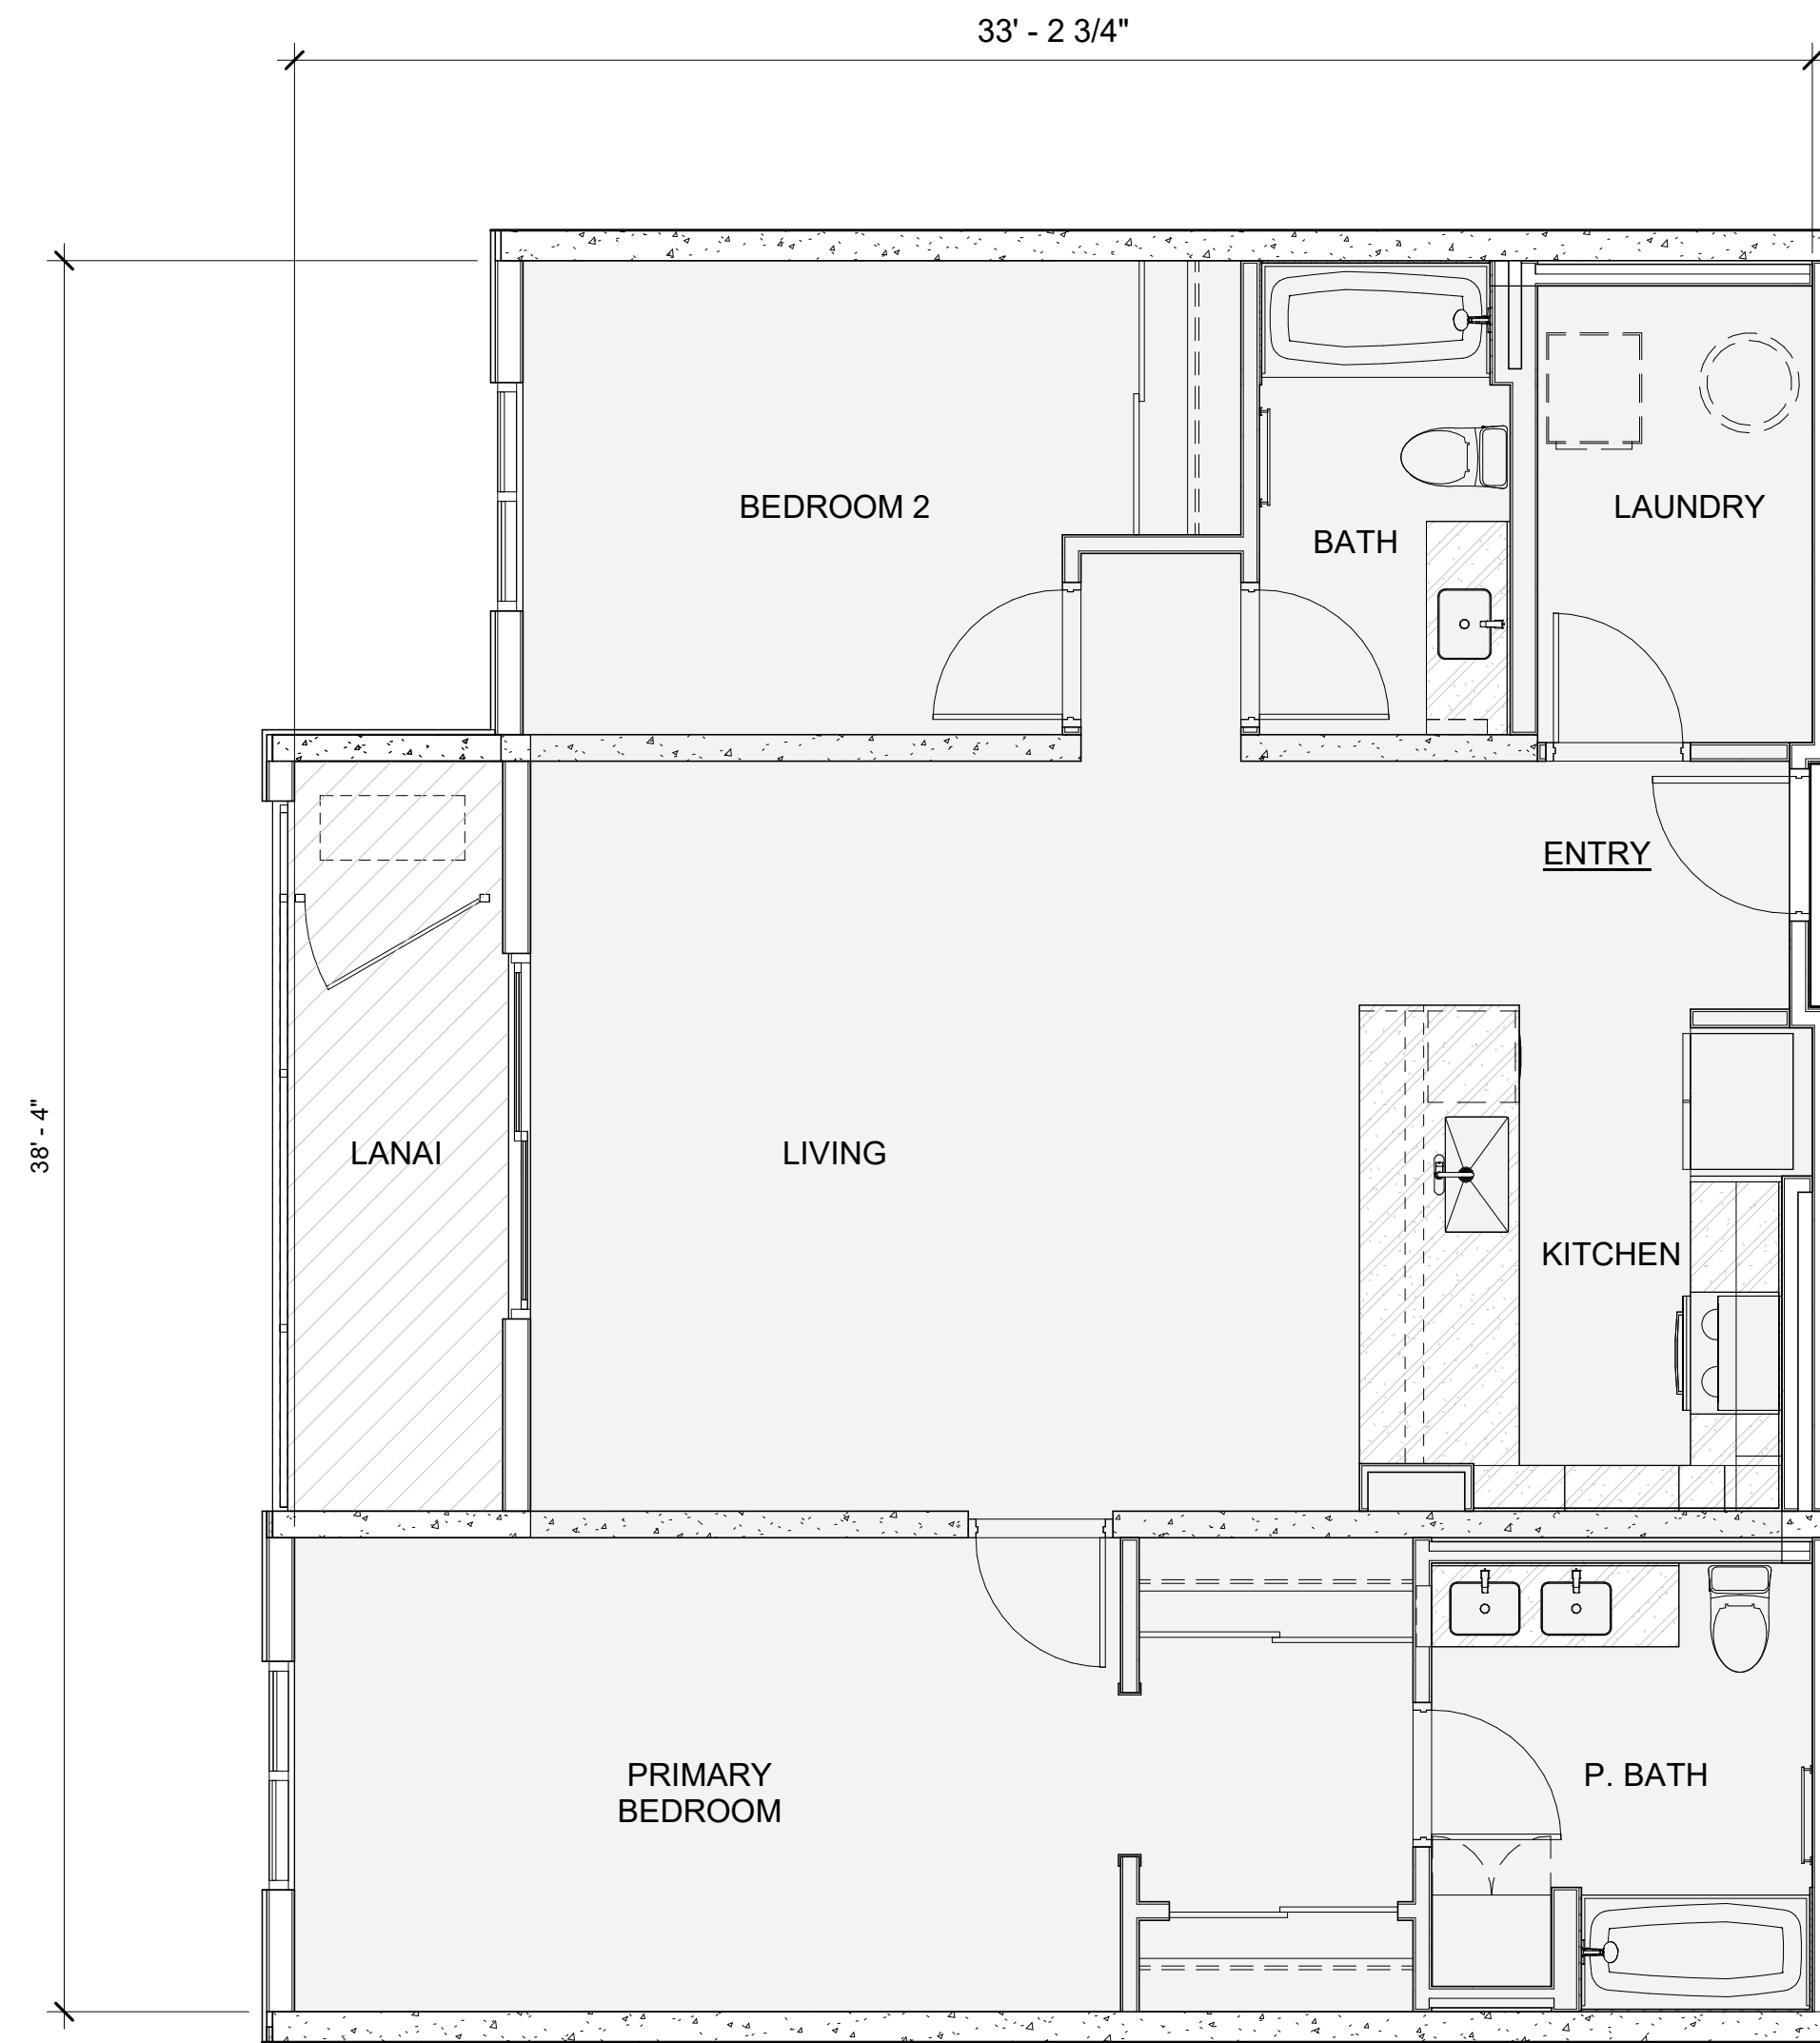 33' - 2 3/4"
BEDROOM 2
LAUNDRY
BATH
ENTRY
38' - 4"
LANAI
LIVING
KITCHEN
PRIMARY
BEDROOM
P. BATH